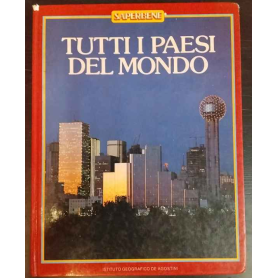 SAPERBENE
TUTTI I PAESI
DEL MONDO
ISTITUTO GEOGRAFICO DE AGOSTINI